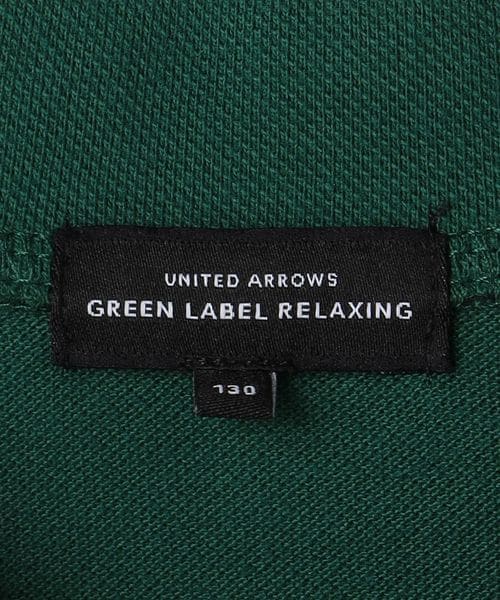 UNITED ARROWS
GREEN LABEL RELAXING
130